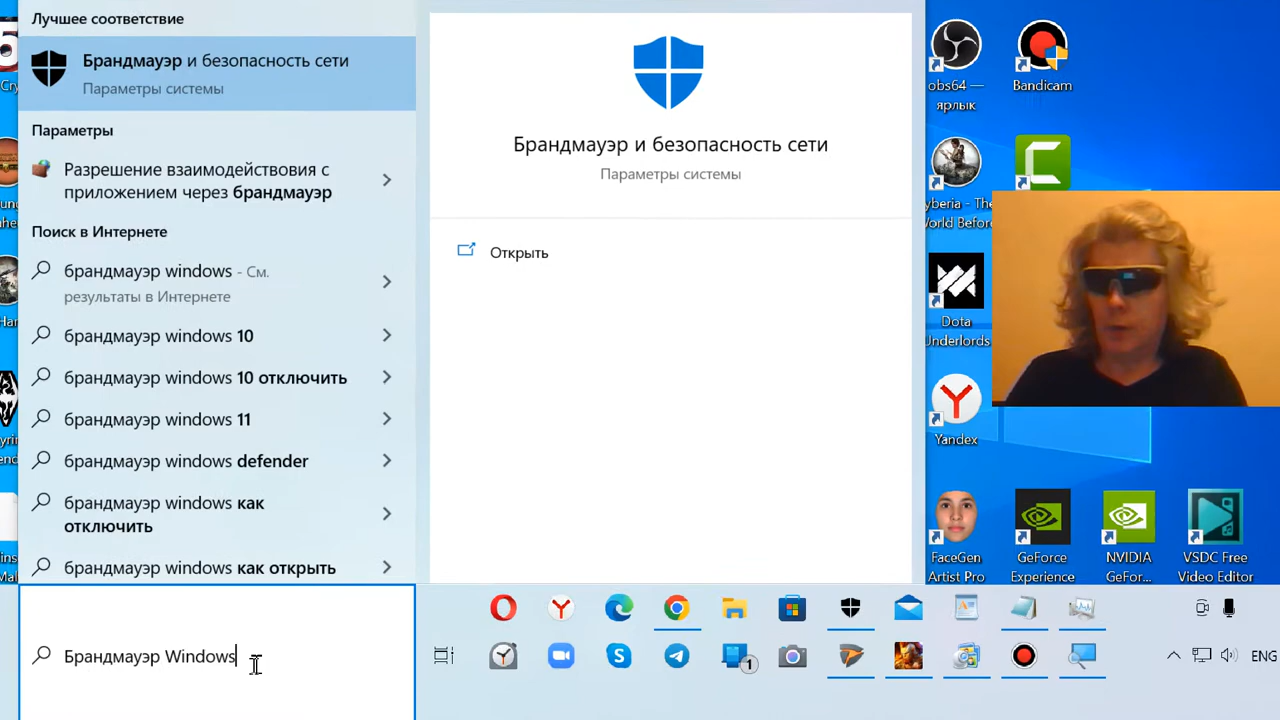 Лучшее соответствие
Брандмауэр и безопасность сети
Параметры системы
Параметры
Разрешение взаимодействовия с
приложением через брандмауэр
Поиск в Интернете
брандмауэр windows - См.
результаты в Интернете
брандмауэр windows 10
брандмауэр windows 10 отключить
брандмауэр windows 11
брандмауэр windows defender
брандмауэр windows как
отключить
брандмауэр windows как открыть
Брандмауэр Windows
Брандмауэр и безопасность сети
Параметры системы
Открыть
obs64 —
ярлык
Bandicam
World Before
Dota
Underlords
Yandex
FaceGen
Artist Pro
GeForce
Experience
NVIDIA
GeFor...
VSDC Free
Video Editor
1
ENG